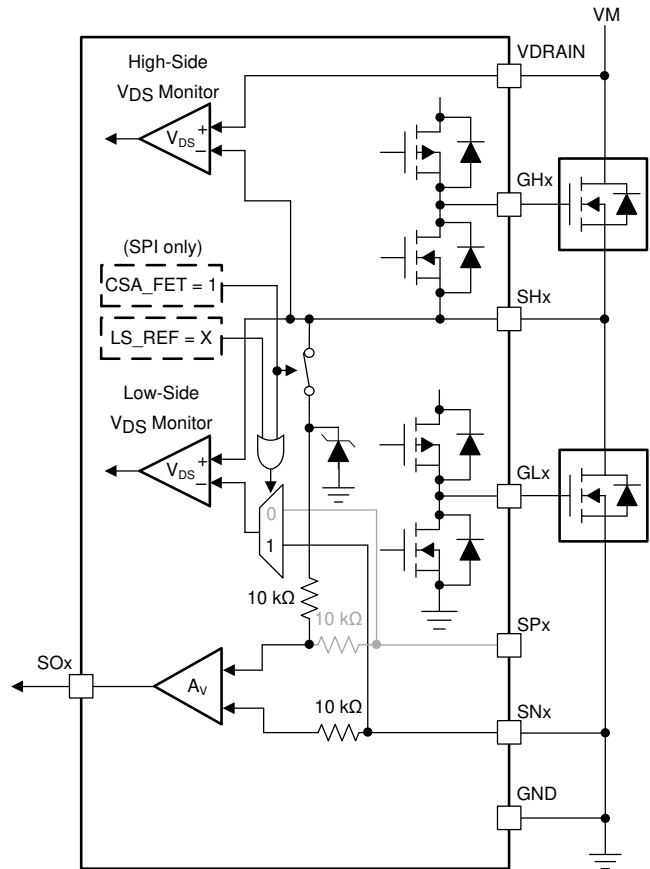 VM
VDRAIN
High-Side
VDS Monitor
VDS
+
−
GHx
(SPI only)
CSA_FET = 1
LS_REF = X
SHx
Low-Side
VDS Monitor
VDS
+
−
GLx
0
1
10 kΩ
10 kΩ
SPx
SOx
AV
10 kΩ
SNx
GND